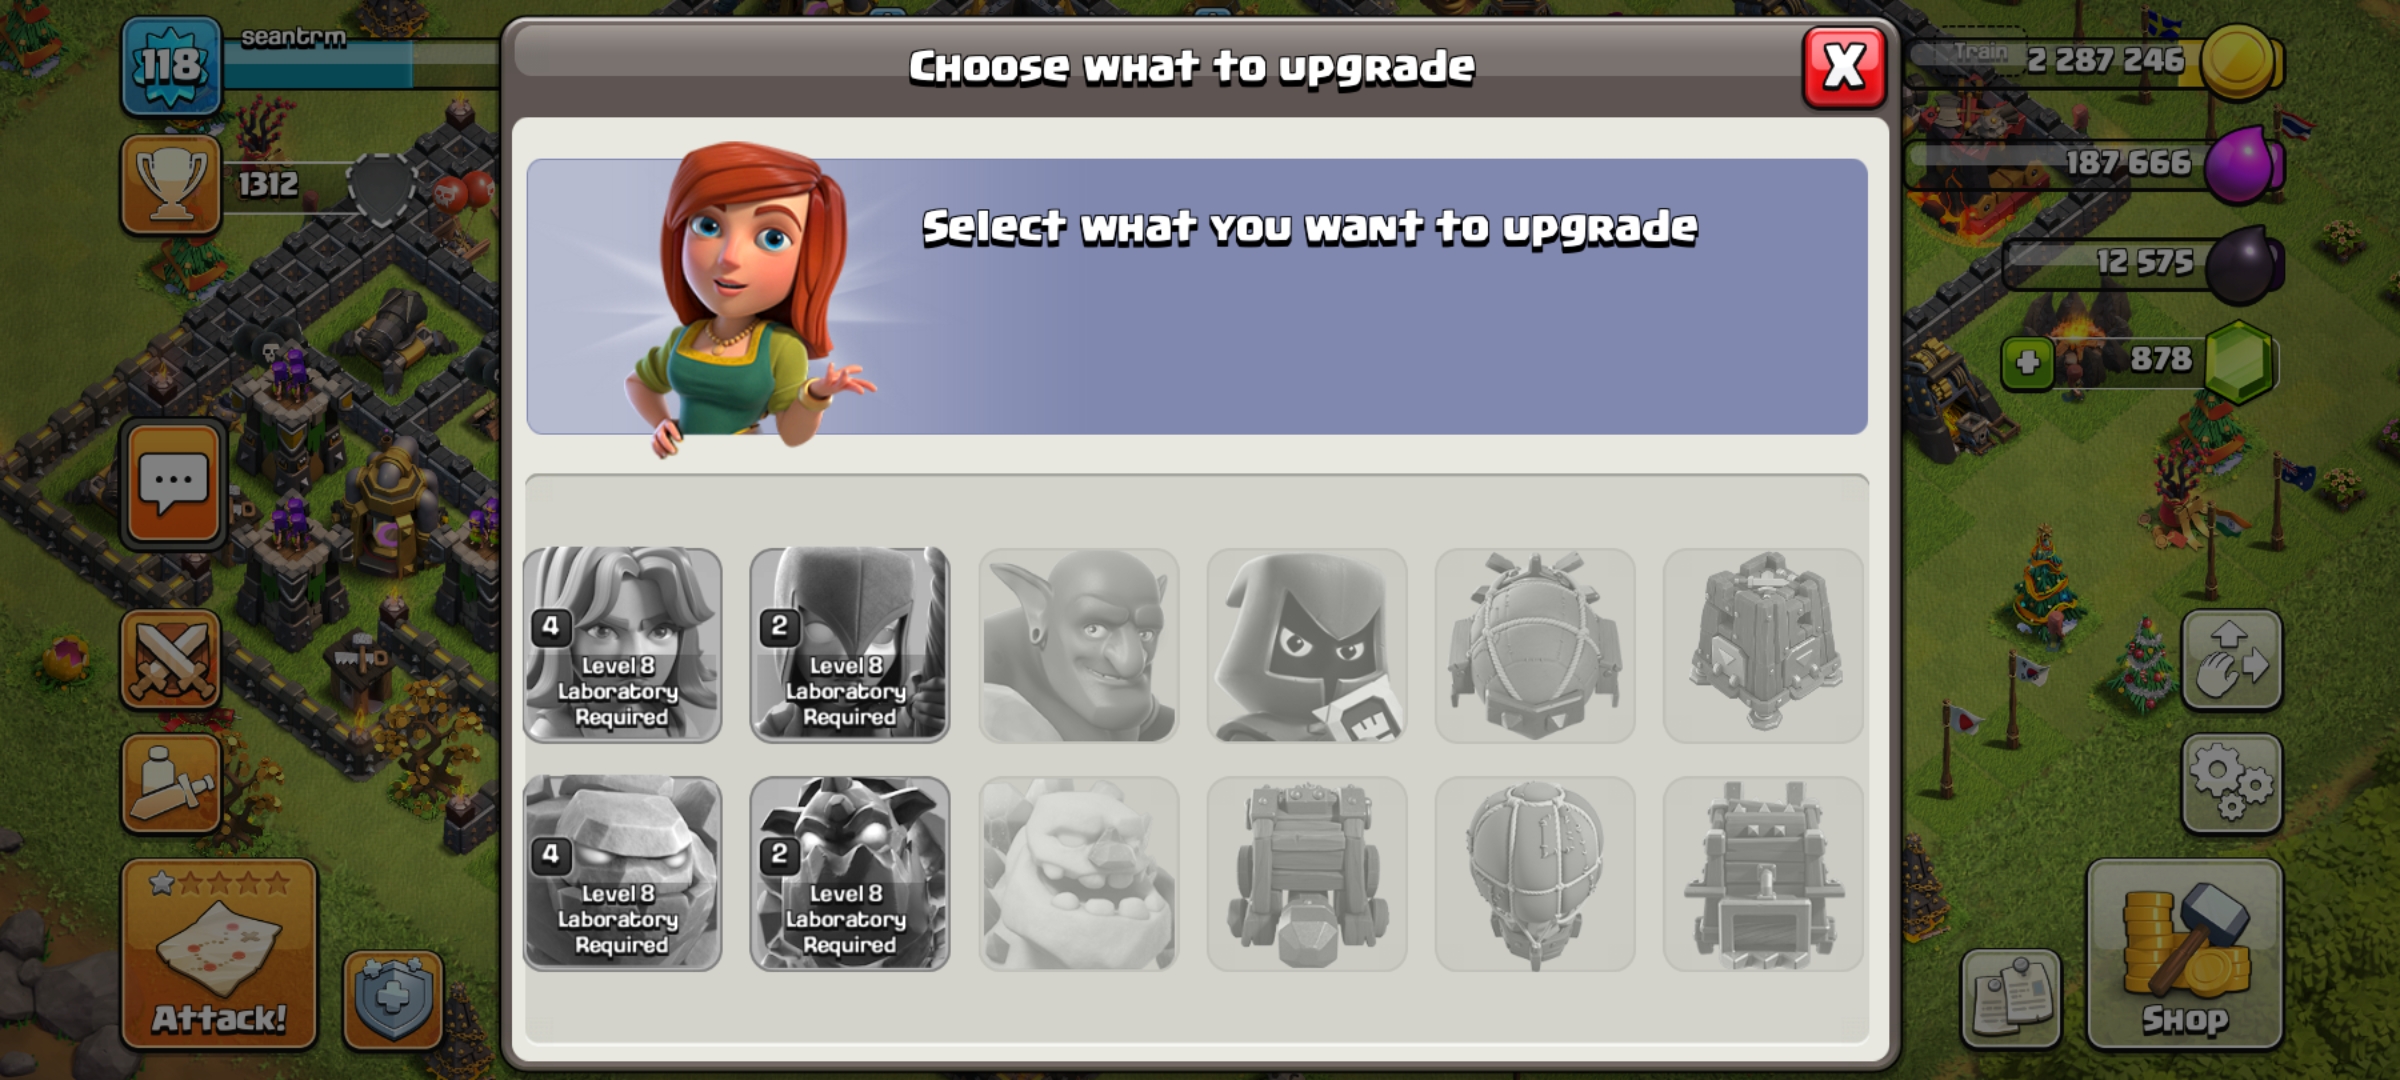 118
seantrm
Choose what to upgrade
X
Train
2 287 246
1312
187 666
Select what you want to upgrade
12 575
878
4
Level 8
Laboratory
Required
2
Level 8
Laboratory
Required
4
Level 8
Laboratory
Required
2
Level 8
Laboratory
Required
Attack!
Shop